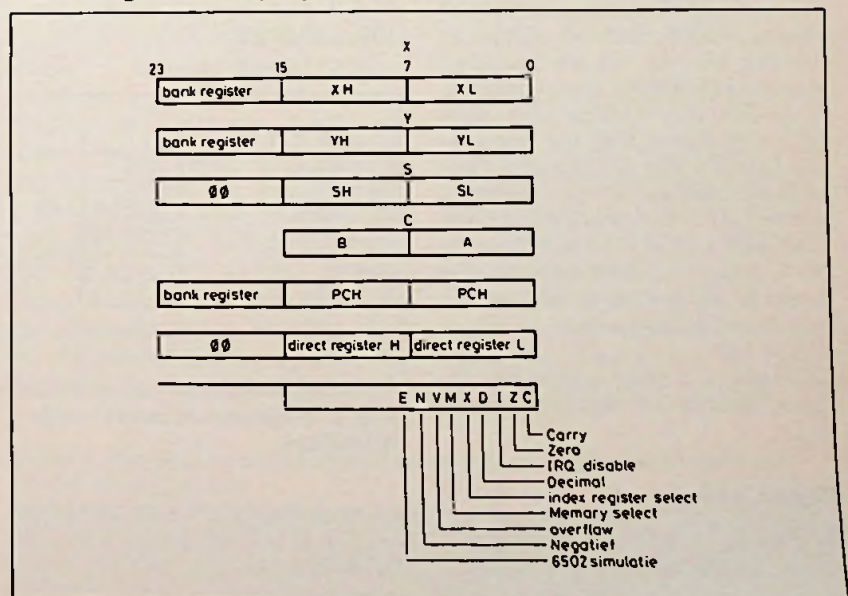 X
23 15 7 0
bank register XH XL
Y
bank register YH YL
S
ØØ SH SL
C
B A
bank register PCH PCH
ØØ direct register H direct register L
E N V M X D I Z C
Carry
Zero
IRQ disable
Decimal
index register select
Memory select
overflaw
Negatief
6502 simulatie